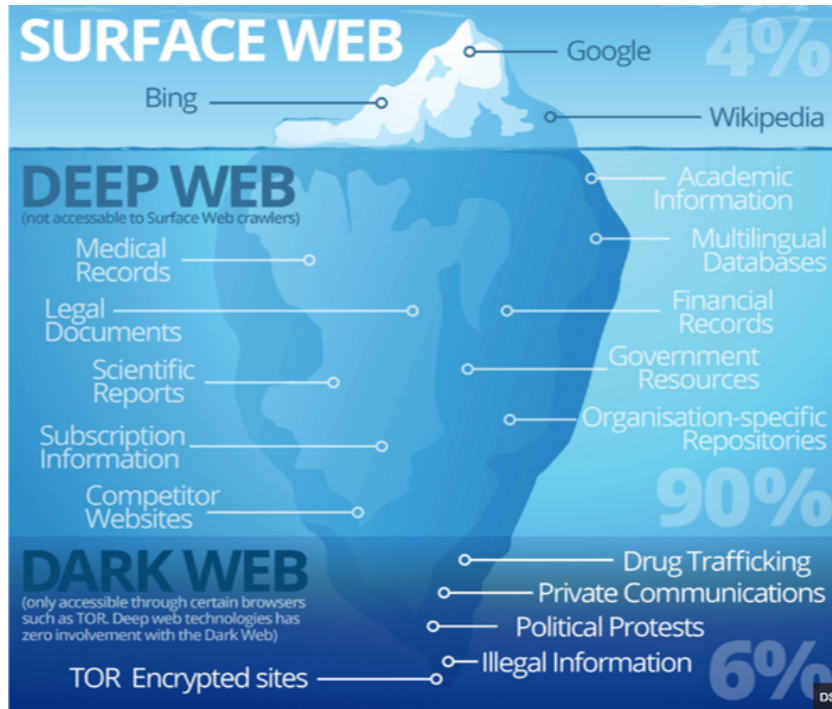 SURFACE WEB
4%
Google
Bing
Wikipedia
DEEP WEB
(not accessable to Surface Web crawlers)
Academic
Information
Medical
Records
Multilingual
Databases
Legal
Documents
Financial
Records
Scientific
Reports
Government
Resources
Subscription
Information
Organisation-specific
Repositories
Competitor
Websites
90%
DARK WEB
(only accessible through certain browsers
such as TOR. Deep web technologies has
zero involvement with the Dark Web)
Drug Trafficking
Private Communications
Political Protests
Illegal Information
TOR Encrypted sites
6%